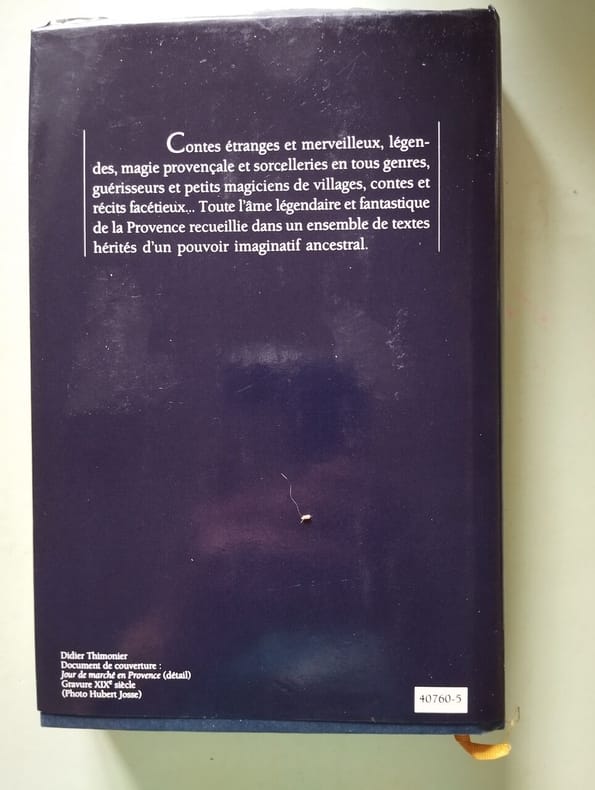 Contes étranges et merveilleux, légen-
des, magie provençale et sorcelleries en tous genres,
guérisseurs et petits magiciens de villages, contes et
récits facétieux... Toute l'âme légendaire et fantastique
de la Provence recueillie dans un ensemble de textes
hérités d'un pouvoir imaginatif ancestral.
Didier Thimonier
Document de couverture :
Jour de marché en Provence (détail)
Gravure XIXe siècle
(Photo Hubert Josse)
40760-5